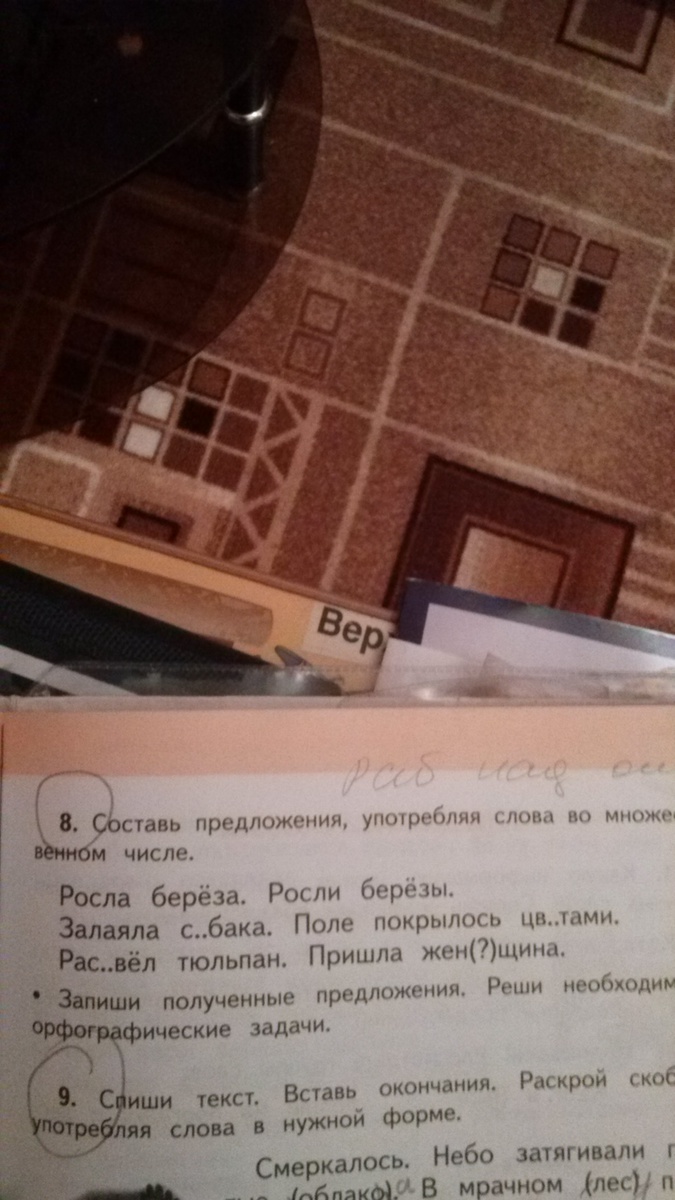 Вер
раб над
8. Составь предложения, употребляя слова во множе
венном числе.
Росла берёза. Росли берёзы.
Залаяла с..бака. Поле покрылось цв..тами.
Рас..вёл тюльпан. Пришла жен(?)щина.
• Запиши полученные предложения. Реши необходим
орфографические задачи.
9. Спиши текст. Вставь окончания. Раскрой скоб
употребляя слова в нужной форме.
Смеркалось. Небо затягивали
(облако). а В мрачном (лес) п